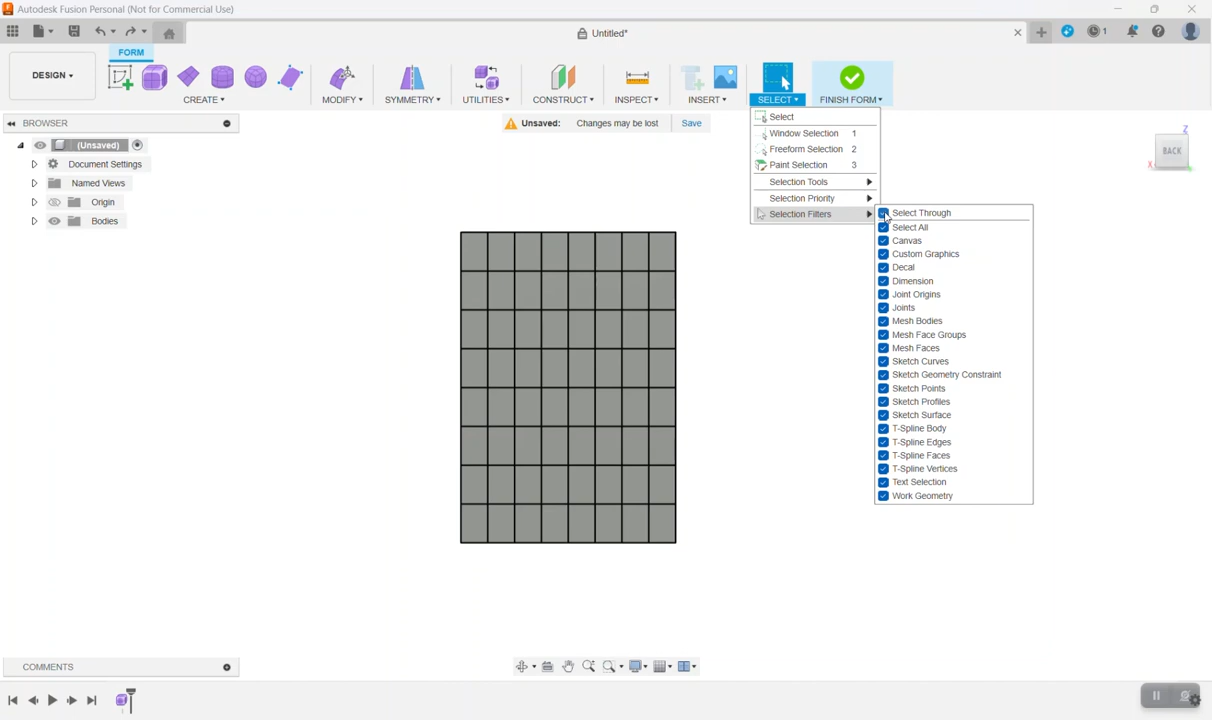 Autodesk Fusion Personal (Not for Commercial Use)
Untitled*
1
FORM
DESIGN
CREATE
MODIFY
SYMMETRY
UTILITIES
CONSTRUCT
INSPECT
INSERT
SELECT
FINISH FORM
BROWSER
Unsaved: Changes may be lost Save
(Unsaved)
Document Settings
Named Views
Origin
Bodies
Select
Window Selection 1
Freeform Selection 2
Paint Selection 3
Selection Tools
Selection Priority
Selection Filters
Select Through
Select All
Canvas
Custom Graphics
Decal
Dimension
Joint Origins
Joints
Mesh Bodies
Mesh Face Groups
Mesh Faces
Sketch Curves
Sketch Geometry Constraint
Sketch Points
Sketch Profiles
Sketch Surface
T-Spline Body
T-Spline Edges
T-Spline Faces
T-Spline Vertices
Text Selection
Work Geometry
Z
BACK
X
COMMENTS